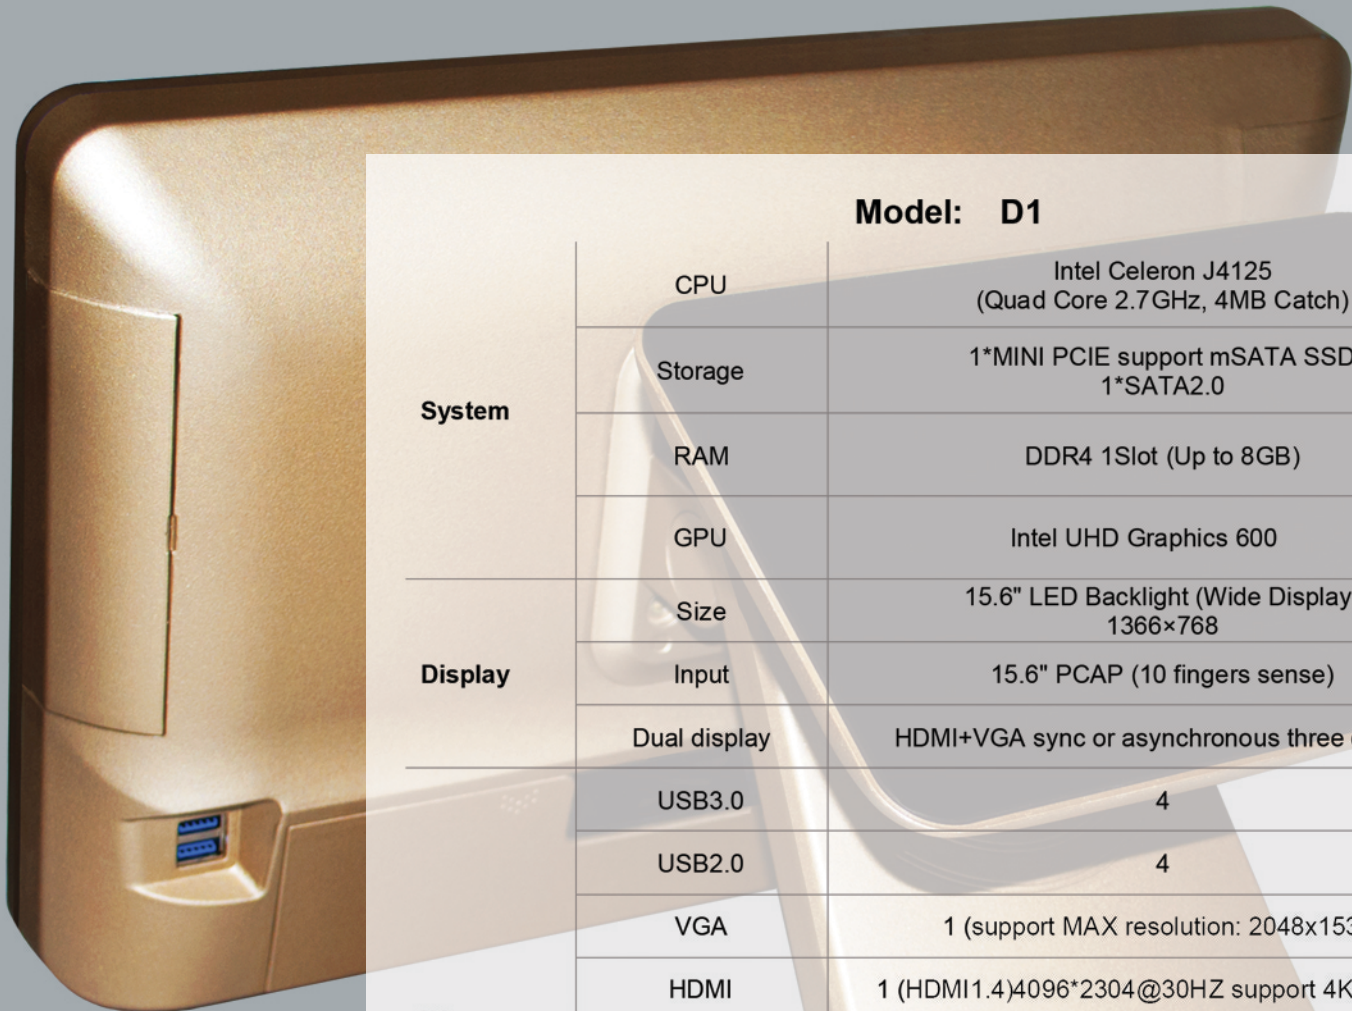 Model: D1
System
CPU
Intel Celeron J4125
(Quad Core 2.7GHz, 4MB Catch)
Storage
1*MINI PCIE support mSATA SSD
1*SATA2.0
RAM
DDR4 1Slot (Up to 8GB)
GPU
Intel UHD Graphics 600
Display
Size
15.6" LED Backlight (Wide Display
1366×768
Input
15.6" PCAP (10 fingers sense)
Dual display
HDMI+VGA sync or asynchronous three
USB3.0
4
USB2.0
4
VGA
1 (support MAX resolution: 2048x153
HDMI
1 (HDMI1.4)4096*2304@30HZ support 4K